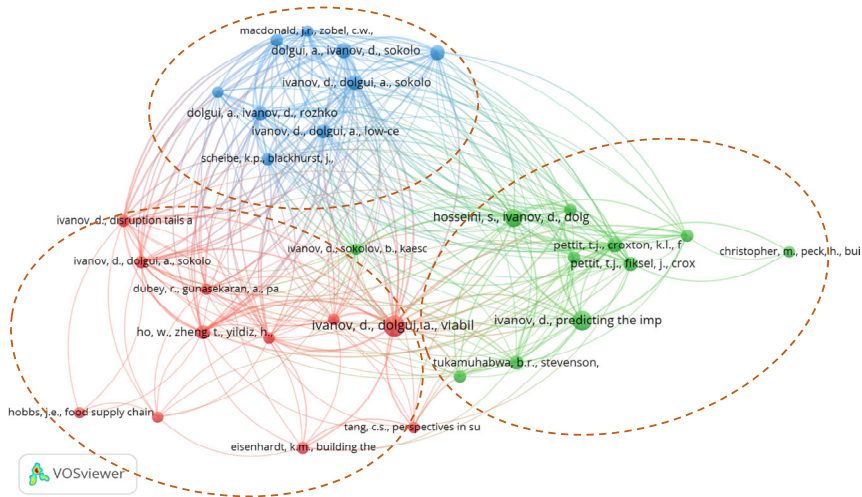 macdonald, j.r., zobel, c.w.,
dolgui, a., ivanov, d., sokolo
ivanov, d., dolgui, a., sokolo
dolgui, a., ivanov, d., rozhko
ivanov, d., dolgui, a., low-ce
scheibe, k.p., blackhurst, j.,
ivanov, d., disruption tails a
hosseini, s., ivanov, d., dolg
ivanov, d., sokolov, b., kaesc
pettit, t.j., croxton, k.l., f
christopher, m., peck, h., bui
ivanov, d., dolgui, a., sokolo
pettit, t.j., fiksel, j., crox
dubey, r., gunasekaran, a., pa
ivanov, d., dolgui, a., viabil
ivanov, d., predicting the imp
ho, w., zheng, t., yildiz, h.,
tukamuhabwa, b.r., stevenson,
hobbs, j.e., food supply chain
tang, c.s., perspectives in su
eisenhardt, k.m., building the
VOSviewer